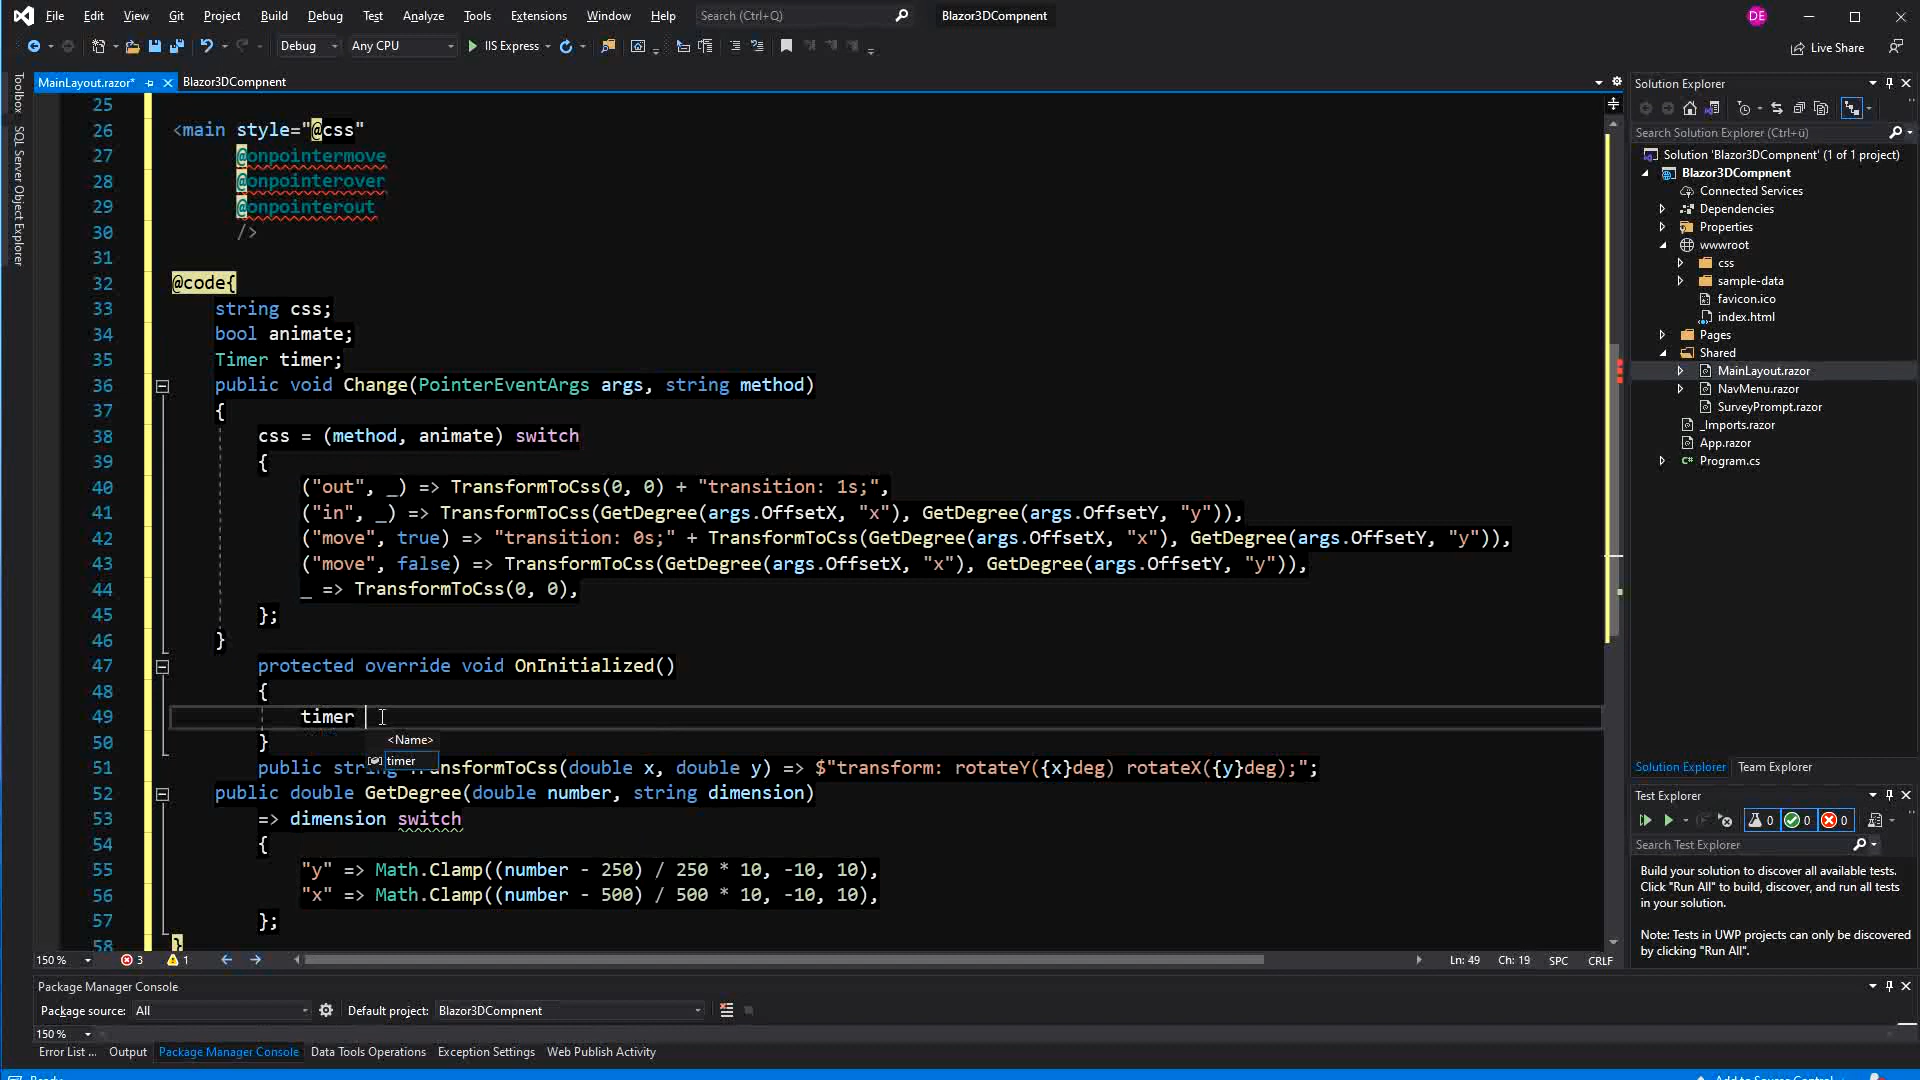 File Edit View Git Project Build Debug Test Analyze Tools Extensions Window Help Search (Ctrl+Q) Blazor3DCompnent DE
Debug Any CPU IIS Express Live Share
MainLayout.razor* Blazor3DCompnent
Toolbox
SQL Server Object Explorer
25
26 <main style="@css"
27 @onpointermove
28 @onpointerover
29 @onpointerout
30 />
31
32 @code{
33 string css;
34 bool animate;
35 Timer timer;
36 public void Change(PointerEventArgs args, string method)
37 {
38 css = (method, animate) switch
39 {
40 ("out", _) => TransformToCss(0, 0) + "transition: 1s;",
41 ("in", _) => TransformToCss(GetDegree(args.OffsetX, "x"), GetDegree(args.OffsetY, "y")),
42 ("move", true) => "transition: 0s;" + TransformToCss(GetDegree(args.OffsetX, "x"), GetDegree(args.OffsetY, "y")),
43 ("move", false) => TransformToCss(GetDegree(args.OffsetX, "x"), GetDegree(args.OffsetY, "y")),
44 _ => TransformToCss(0, 0),
45 };
46 }
47 protected override void OnInitialized()
48 {
49 timer
<Name>
timer
50 }
51 public string TransformToCss(double x, double y) => $"transform: rotateY({x}deg) rotateX({y}deg);";
52 public double GetDegree(double number, string dimension)
53 => dimension switch
54 {
55 "y" => Math.Clamp((number - 250) / 250 * 10, -10, 10),
56 "x" => Math.Clamp((number - 500) / 500 * 10, -10, 10),
57 };
58 }
150 % 3 1 Ln: 49 Ch: 19 SPC CRLF
Package Manager Console
Package source: All Default project: Blazor3DCompnent
150 %
Error List ... Output Package Manager Console Data Tools Operations Exception Settings Web Publish Activity
Solution Explorer
Search Solution Explorer (Ctrl+ü)
Solution 'Blazor3DCompnent' (1 of 1 project)
Blazor3DCompnent
Connected Services
Dependencies
Properties
wwwroot
css
sample-data
favicon.ico
index.html
Pages
Shared
MainLayout.razor
NavMenu.razor
SurveyPrompt.razor
_Imports.razor
App.razor
Program.cs
Solution Explorer Team Explorer
Test Explorer
0 0 0
Search Test Explorer
Build your solution to discover all available tests.
Click "Run All" to build, discover, and run all tests
in your solution.
Note: Tests in UWP projects can only be discovered
by clicking "Run All".